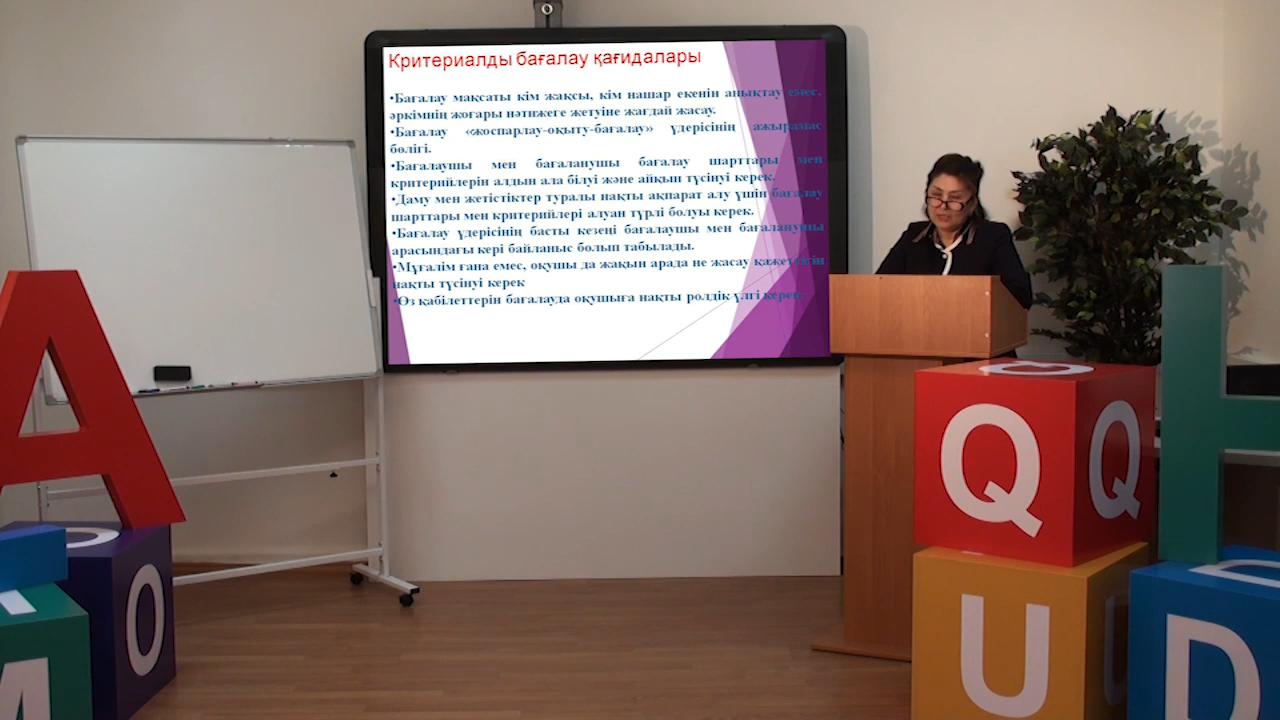 Критериалды бағалау қағидалары
•Бағалау мақсаты кім жақсы, кім нашар екенін анықтау емес,
әркімнің жоғары нәтижеге жетуіне жағдай жасау.
•Бағалау «жоспарлау-оқыту-бағалау» үдерісінің ажырамас
бөлігі.
•Бағалаушы мен бағаланушы бағалау шарттары мен
критерийлерін алдын ала білуі және айқын түсінуі керек.
•Даму мен жетістіктер туралы нақты ақпарат алу үшін бағалау
шарттары мен критерийлері алуан түрлі болуы керек.
•Бағалау үдерісінің басты кезеңі бағалаушы мен бағаланушы
арасындағы кері байланыс болып табылады.
•Мұғалім ғана емес, оқушы да жақын арада не жасау қажеттігін
нақты түсінуі керек
•Өз қабілеттерін бағалауда оқушыға нақты ролдік үлгі керек
A
O
Q
Q
U
D